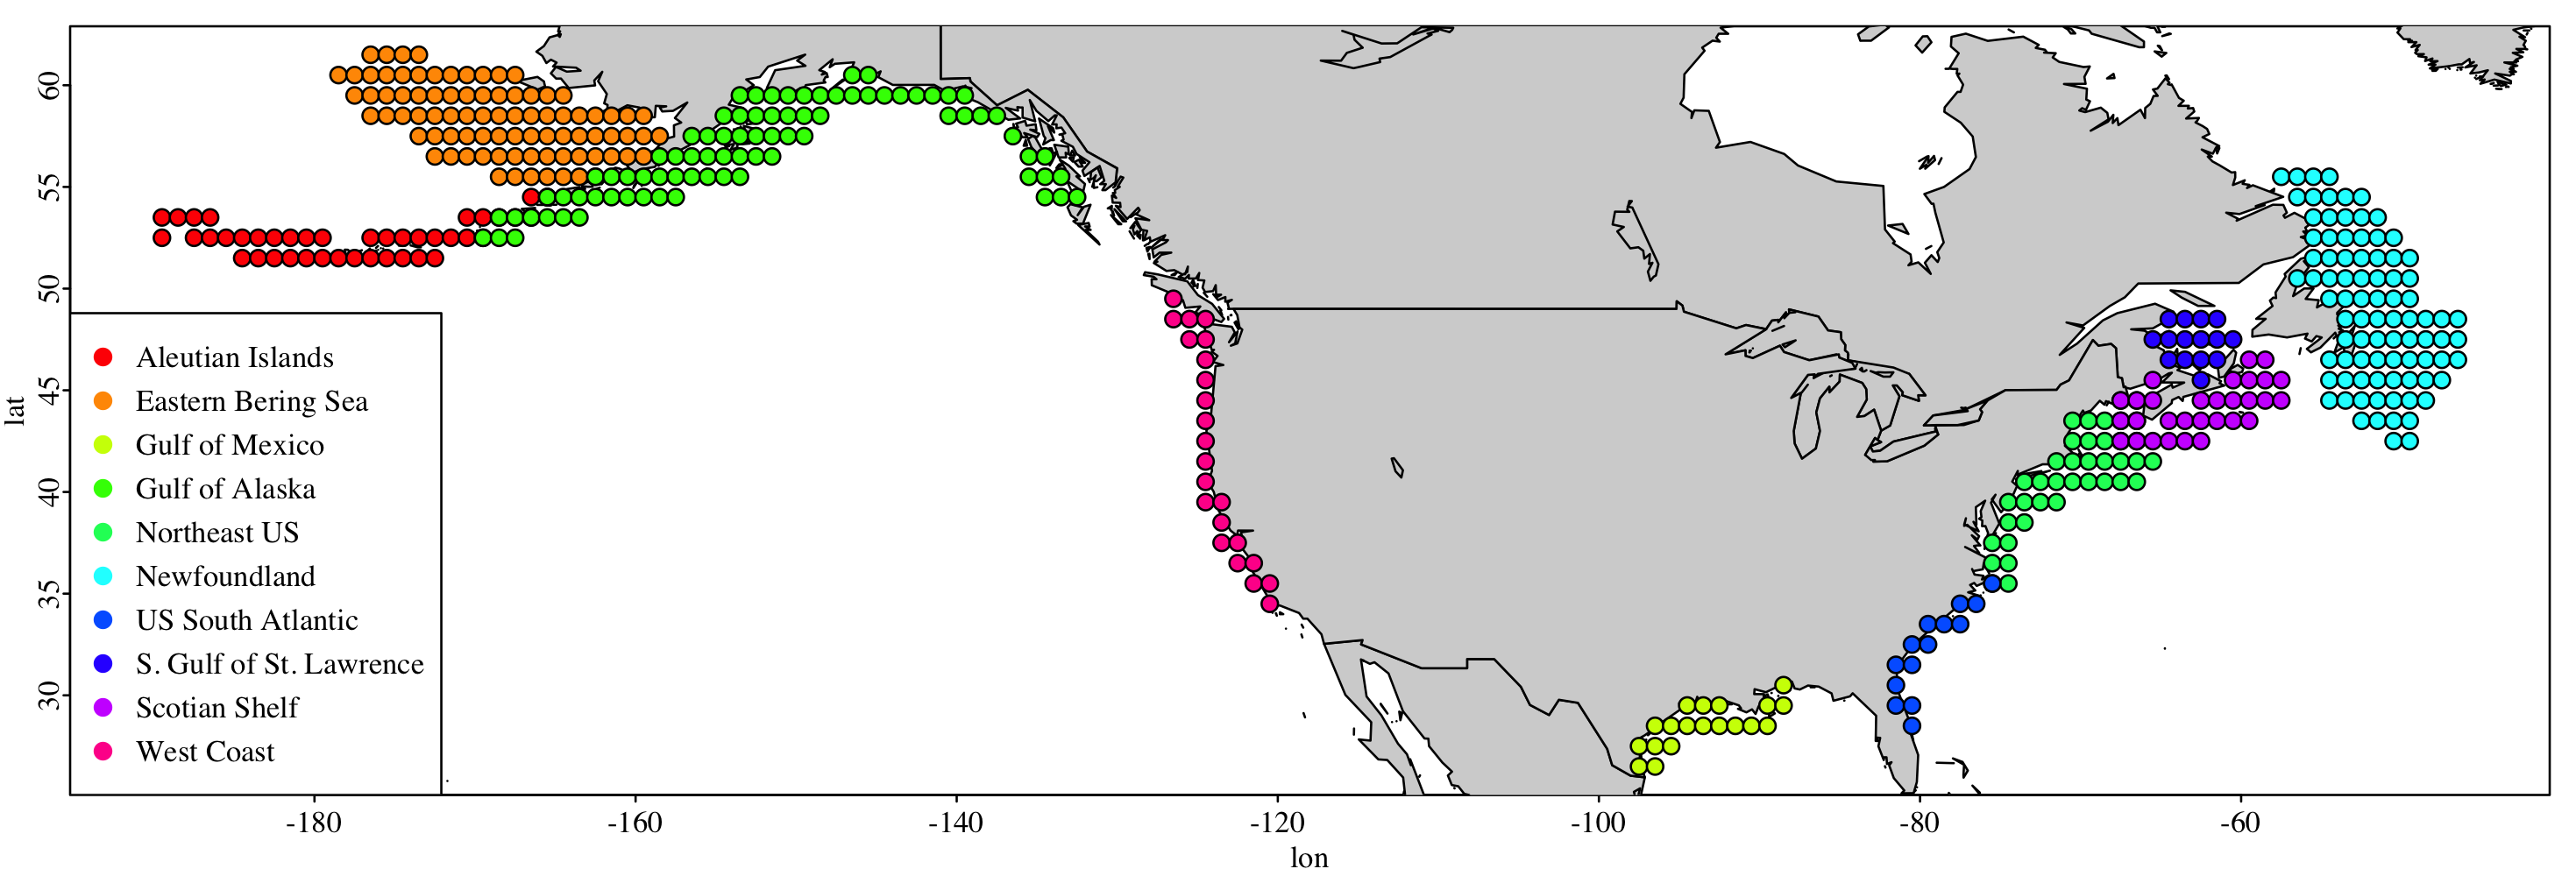 60
55
50
45
40
35
30
lat
Aleutian Islands
Eastern Bering Sea
Gulf of Mexico
Gulf of Alaska
Northeast US
Newfoundland
US South Atlantic
S. Gulf of St. Lawrence
Scotian Shelf
West Coast
-180 -160 -140 -120 -100 -80 -60
lon